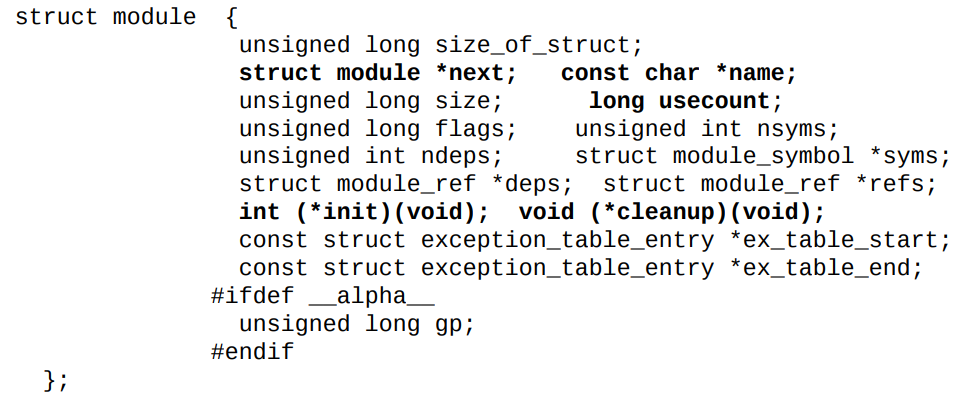 struct module {
unsigned long size_of_struct;
struct module *next; const char *name;
unsigned long size; long usecount;
unsigned long flags; unsigned int nsyms;
unsigned int ndeps; struct module_symbol *syms;
struct module_ref *deps; struct module_ref *refs;
int (*init)(void); void (*cleanup)(void);
const struct exception_table_entry *ex_table_start;
const struct exception_table_entry *ex_table_end;
#ifdef __alpha__
unsigned long gp;
#endif
};